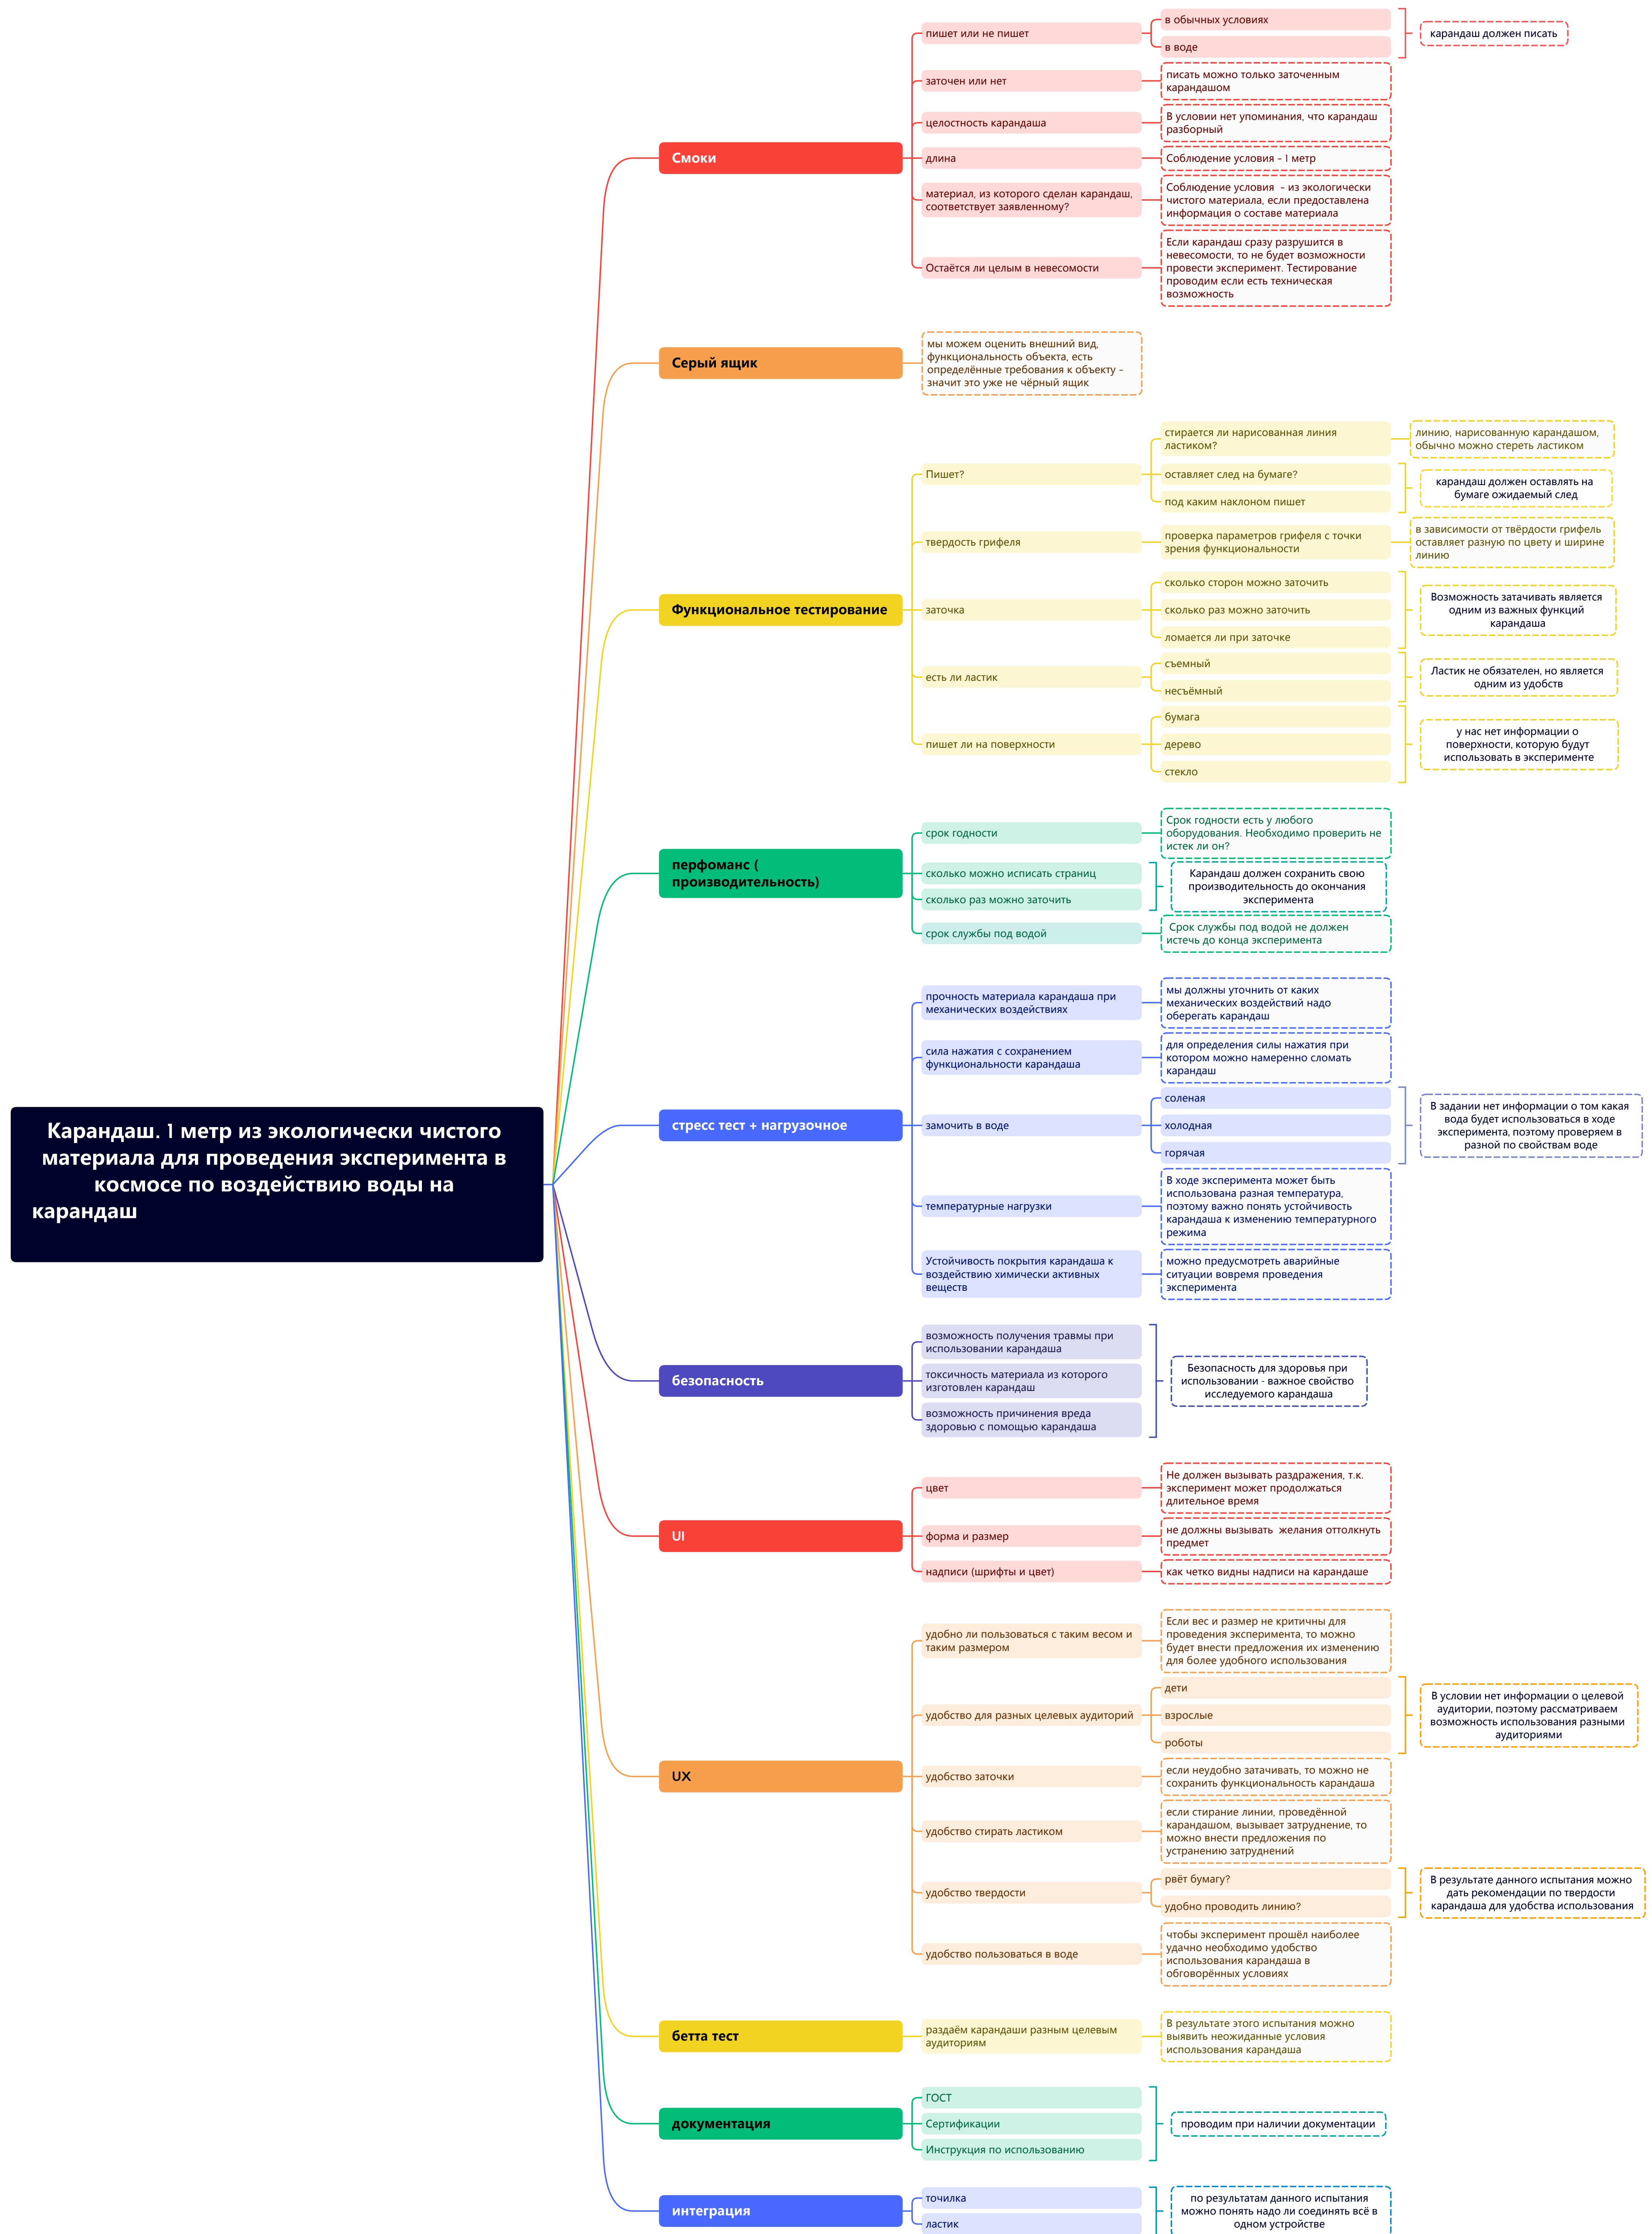 Карандаш. 1 метр из экологически чистого
материала для проведения эксперимента в
космосе по воздействию воды на
карандаш
Смоки
пишет или не пишет
в обычных условиях
в воде
карандаш должен писать
заточен или нет
писать можно только заточенным
карандашом
целостность карандаша
В условии нет упоминания, что карандаш
разборный
длина
Соблюдение условия - 1 метр
материал, из которого сделан карандаш,
соответствует заявленному?
Соблюдение условия - из экологически
чистого материала, если предоставлена
информация о составе материала
Остаётся ли целым в невесомости
Если карандаш сразу разрушится в
невесомости, то не будет возможности
провести эксперимент. Тестирование
проводим если есть техническая
возможность
Серый ящик
мы можем оценить внешний вид,
функциональность объекта, есть
определённые требования к объекту -
значит это уже не чёрный ящик
Функциональное тестирование
Пишет?
стирается ли нарисованная линия
ластиком?
линию, нарисованную карандашом,
обычно можно стереть ластиком
оставляет след на бумаге?
под каким наклоном пишет
карандаш должен оставлять на
бумаге ожидаемый след
твердость грифеля
проверка параметров грифеля с точки
зрения функциональности
в зависимости от твёрдости грифель
оставляет разную по цвету и ширине
линию
заточка
сколько сторон можно заточить
сколько раз можно заточить
ломается ли при заточке
Возможность затачивать является
одним из важных функций
карандаша
есть ли ластик
съемный
несъёмный
Ластик не обязателен, но является
одним из удобств
пишет ли на поверхности
бумага
дерево
стекло
у нас нет информации о
поверхности, которую будут
использовать в эксперименте
перфоманс (
производительность)
срок годности
Срок годности есть у любого
оборудования. Необходимо проверить не
истек ли он?
сколько можно исписать страниц
сколько раз можно заточить
Карандаш должен сохранить свою
производительность до окончания
эксперимента
срок службы под водой
Срок службы под водой не должен
истечь до конца эксперимента
стресс тест + нагрузочное
прочность материала карандаша при
механических воздействиях
мы должны уточнить от каких
механических воздействий надо
оберегать карандаш
сила нажатия с сохранением
функциональности карандаша
для определения силы нажатия при
котором можно намеренно сломать
карандаш
замочить в воде
соленая
холодная
горячая
В задании нет информации о том какая
вода будет использоваться в ходе
эксперимента, поэтому проверяем в
разной по свойствам воде
температурные нагрузки
В ходе эксперимента может быть
использована разная температура,
поэтому важно понять устойчивость
карандаша к изменению температурного
режима
Устойчивость покрытия карандаша к
воздействию химически активных
веществ
можно предусмотреть аварийные
ситуации вовремя проведения
эксперимента
безопасность
возможность получения травмы при
использовании карандаша
токсичность материала из которого
изготовлен карандаш
возможность причинения вреда
здоровью с помощью карандаша
Безопасность для здоровья при
использовании - важное свойство
исследуемого карандаша
UI
цвет
Не должен вызывать раздражения, т.к.
эксперимент может продолжаться
длительное время
форма и размер
не должны вызывать желания оттолкнуть
предмет
надписи (шрифты и цвет)
как четко видны надписи на карандаше
UX
удобно ли пользоваться с таким весом и
таким размером
Если вес и размер не критичны для
проведения эксперимента, то можно
будет внести предложения их изменению
для более удобного использования
удобство для разных целевых аудиторий
дети
взрослые
роботы
В условии нет информации о целевой
аудитории, поэтому рассматриваем
возможность использования разными
аудиториями
удобство заточки
если неудобно затачивать, то можно не
сохранить функциональность карандаша
удобство стирать ластиком
если стирание линии, проведённой
карандашом, вызывает затруднение, то
можно внести предложения по
устранению затруднений
удобство твердости
рвёт бумагу?
удобно проводить линию?
В результате данного испытания можно
дать рекомендации по твердости
карандаша для удобства использования
удобство пользоваться в воде
чтобы эксперимент прошёл наиболее
удачно необходимо удобство
использования карандаша в
обговорённых условиях
бетта тест
раздаём карандаши разным целевым
аудиториям
В результате этого испытания можно
выявить неожиданные условия
использования карандаша
документация
ГОСТ
Сертификации
Инструкция по использованию
проводим при наличии документации
интеграция
точилка
ластик
по результатам данного испытания
можно понять надо ли соединять всё в
одном устройстве